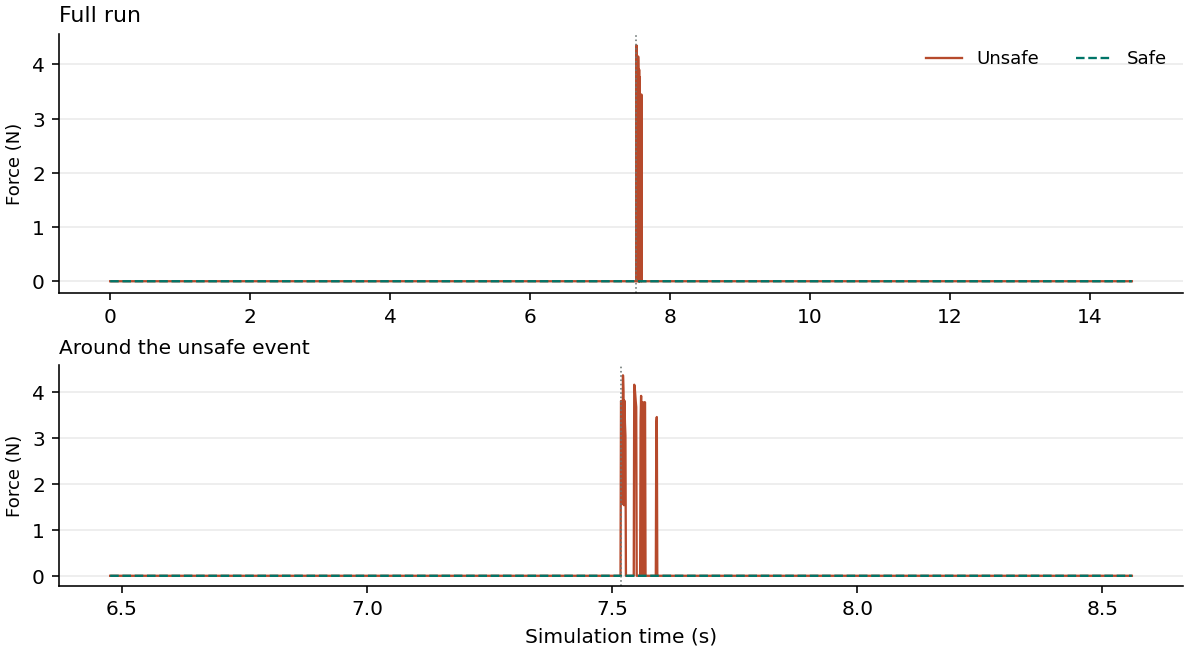 Full run
Unsafe
Safe
Force (N)
4
3
2
1
0
0 2 4 6 8 10 12 14
Around the unsafe event
Force (N)
4
3
2
1
0
6.5 7.0 7.5 8.0 8.5
Simulation time (s)